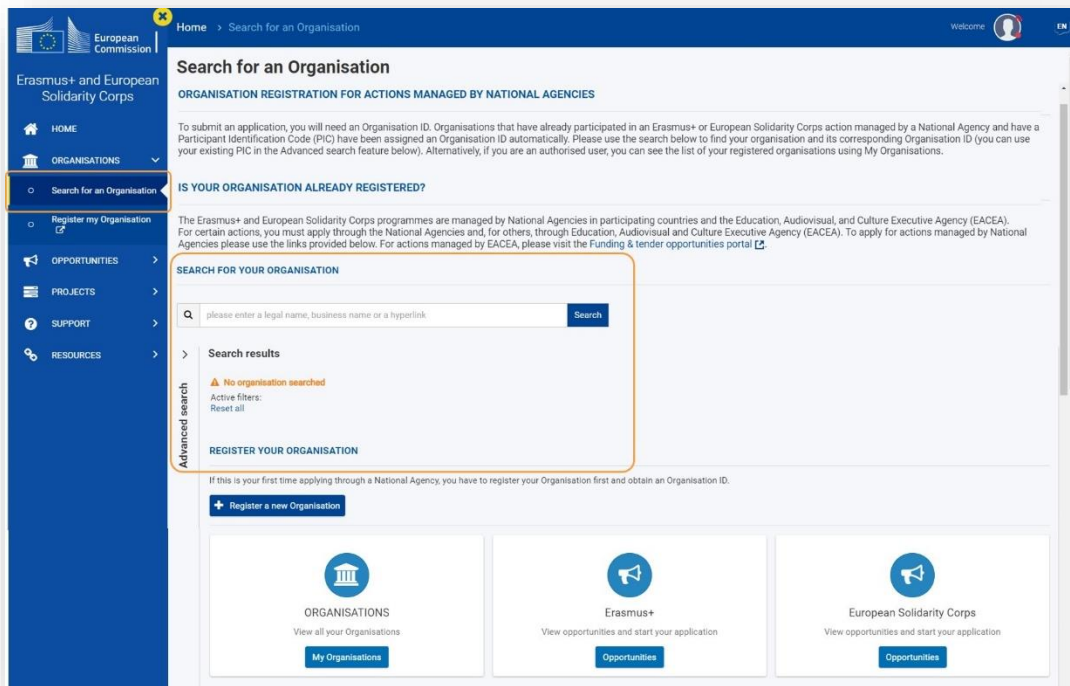 European
Commission
Erasmus+ and European
Solidarity Corps
HOME
ORGANISATIONS
Search for an Organisation
Register my Organisation
OPPORTUNITIES
PROJECTS
SUPPORT
RESOURCES
Home > Search for an Organisation
Welcome
EN
Search for an Organisation
ORGANISATION REGISTRATION FOR ACTIONS MANAGED BY NATIONAL AGENCIES
To submit an application, you will need an Organisation ID. Organisations that have already participated in an Erasmus+ or European Solidarity Corps action managed by a National Agency and have a
Participant Identification Code (PIC) have been assigned an Organisation ID automatically. Please use the search below to find your organisation and its corresponding Organisation ID (you can use
your existing PIC in the Advanced search feature below). Alternatively, if you are an authorised user, you can see the list of your registered organisations using My Organisations.
IS YOUR ORGANISATION ALREADY REGISTERED?
The Erasmus+ and European Solidarity Corps programmes are managed by National Agencies in participating countries and the Education, Audiovisual, and Culture Executive Agency (EACEA).
For certain actions, you must apply through the National Agencies and, for others, through Education, Audiovisual and Culture Executive Agency (EACEA). To apply for actions managed by National
Agencies please use the links provided below. For actions managed by EACEA, please visit the Funding & tender opportunities portal.
SEARCH FOR YOUR ORGANISATION
please enter a legal name, business name or a hyperlink
Search
Advanced search
Search results
No organisation searched
Active filters:
Reset all
REGISTER YOUR ORGANISATION
If this is your first time applying through a National Agency, you have to register your Organisation first and obtain an Organisation ID.
+ Register a new Organisation
ORGANISATIONS
View all your Organisations
My Organisations
Erasmus+
View opportunities and start your application
Opportunities
European Solidarity Corps
View opportunities and start your application
Opportunities